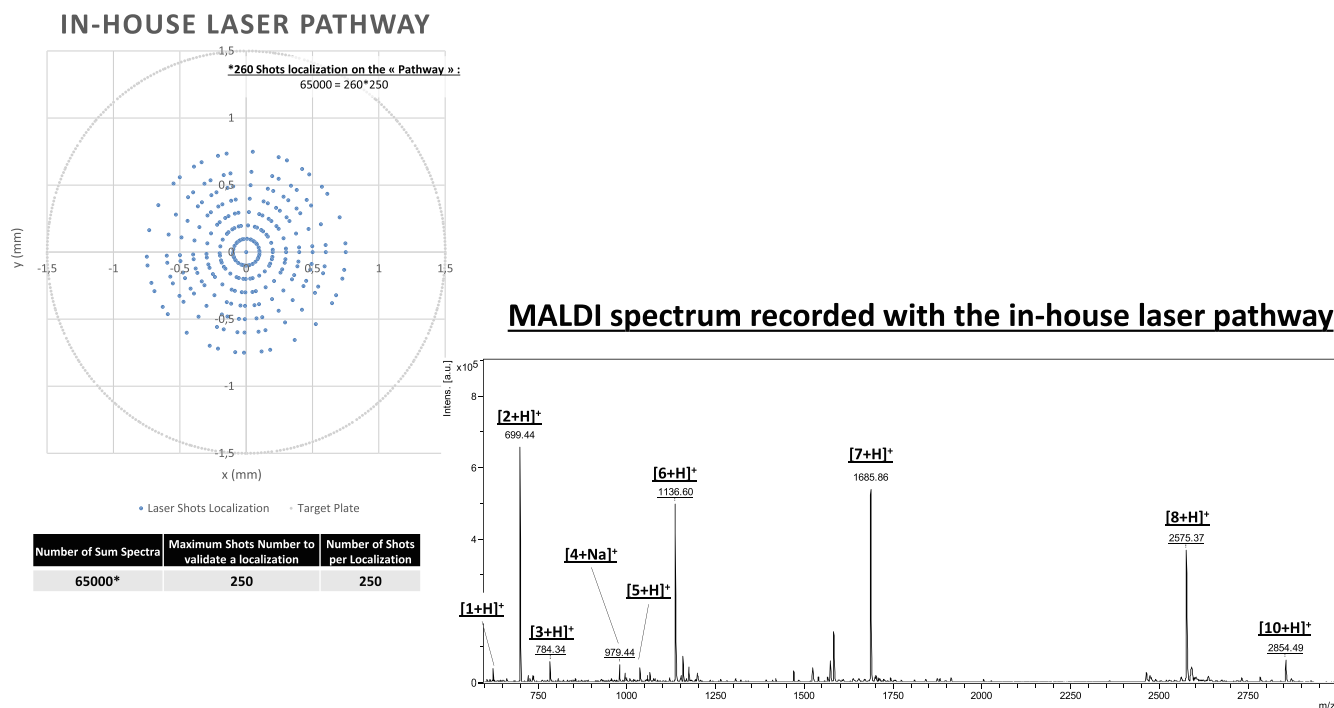 IN-HOUSE LASER PATHWAY
*260 Shots localization on the « Pathway » :
65000 = 260*250
1,5
1
0,5
0
-0,5
-1
-1,5
-1,5
-1
-0,5
0
0,5
1
1,5
y (mm)
x (mm)
Laser Shots Localization
Target Plate
Number of Sum Spectra
Maximum Shots Number to
validate a localization
Number of Shots
per Localization
65000*
250
250
MALDI spectrum recorded with the in-house laser pathway
Intens. [a.u.]
x10⁵
8
6
4
0
[2+H]⁺
699.44
[7+H]⁺
1685.86
[6+H]⁺
1136.60
[8+H]⁺
2575.37
[4+Na]⁺
979.44
[5+H]⁺
[1+H]⁺
[3+H]⁺
784.34
[10+H]⁺
2854.49
750
1000
1250
1500
1750
2000
2250
2500
2750
m/z